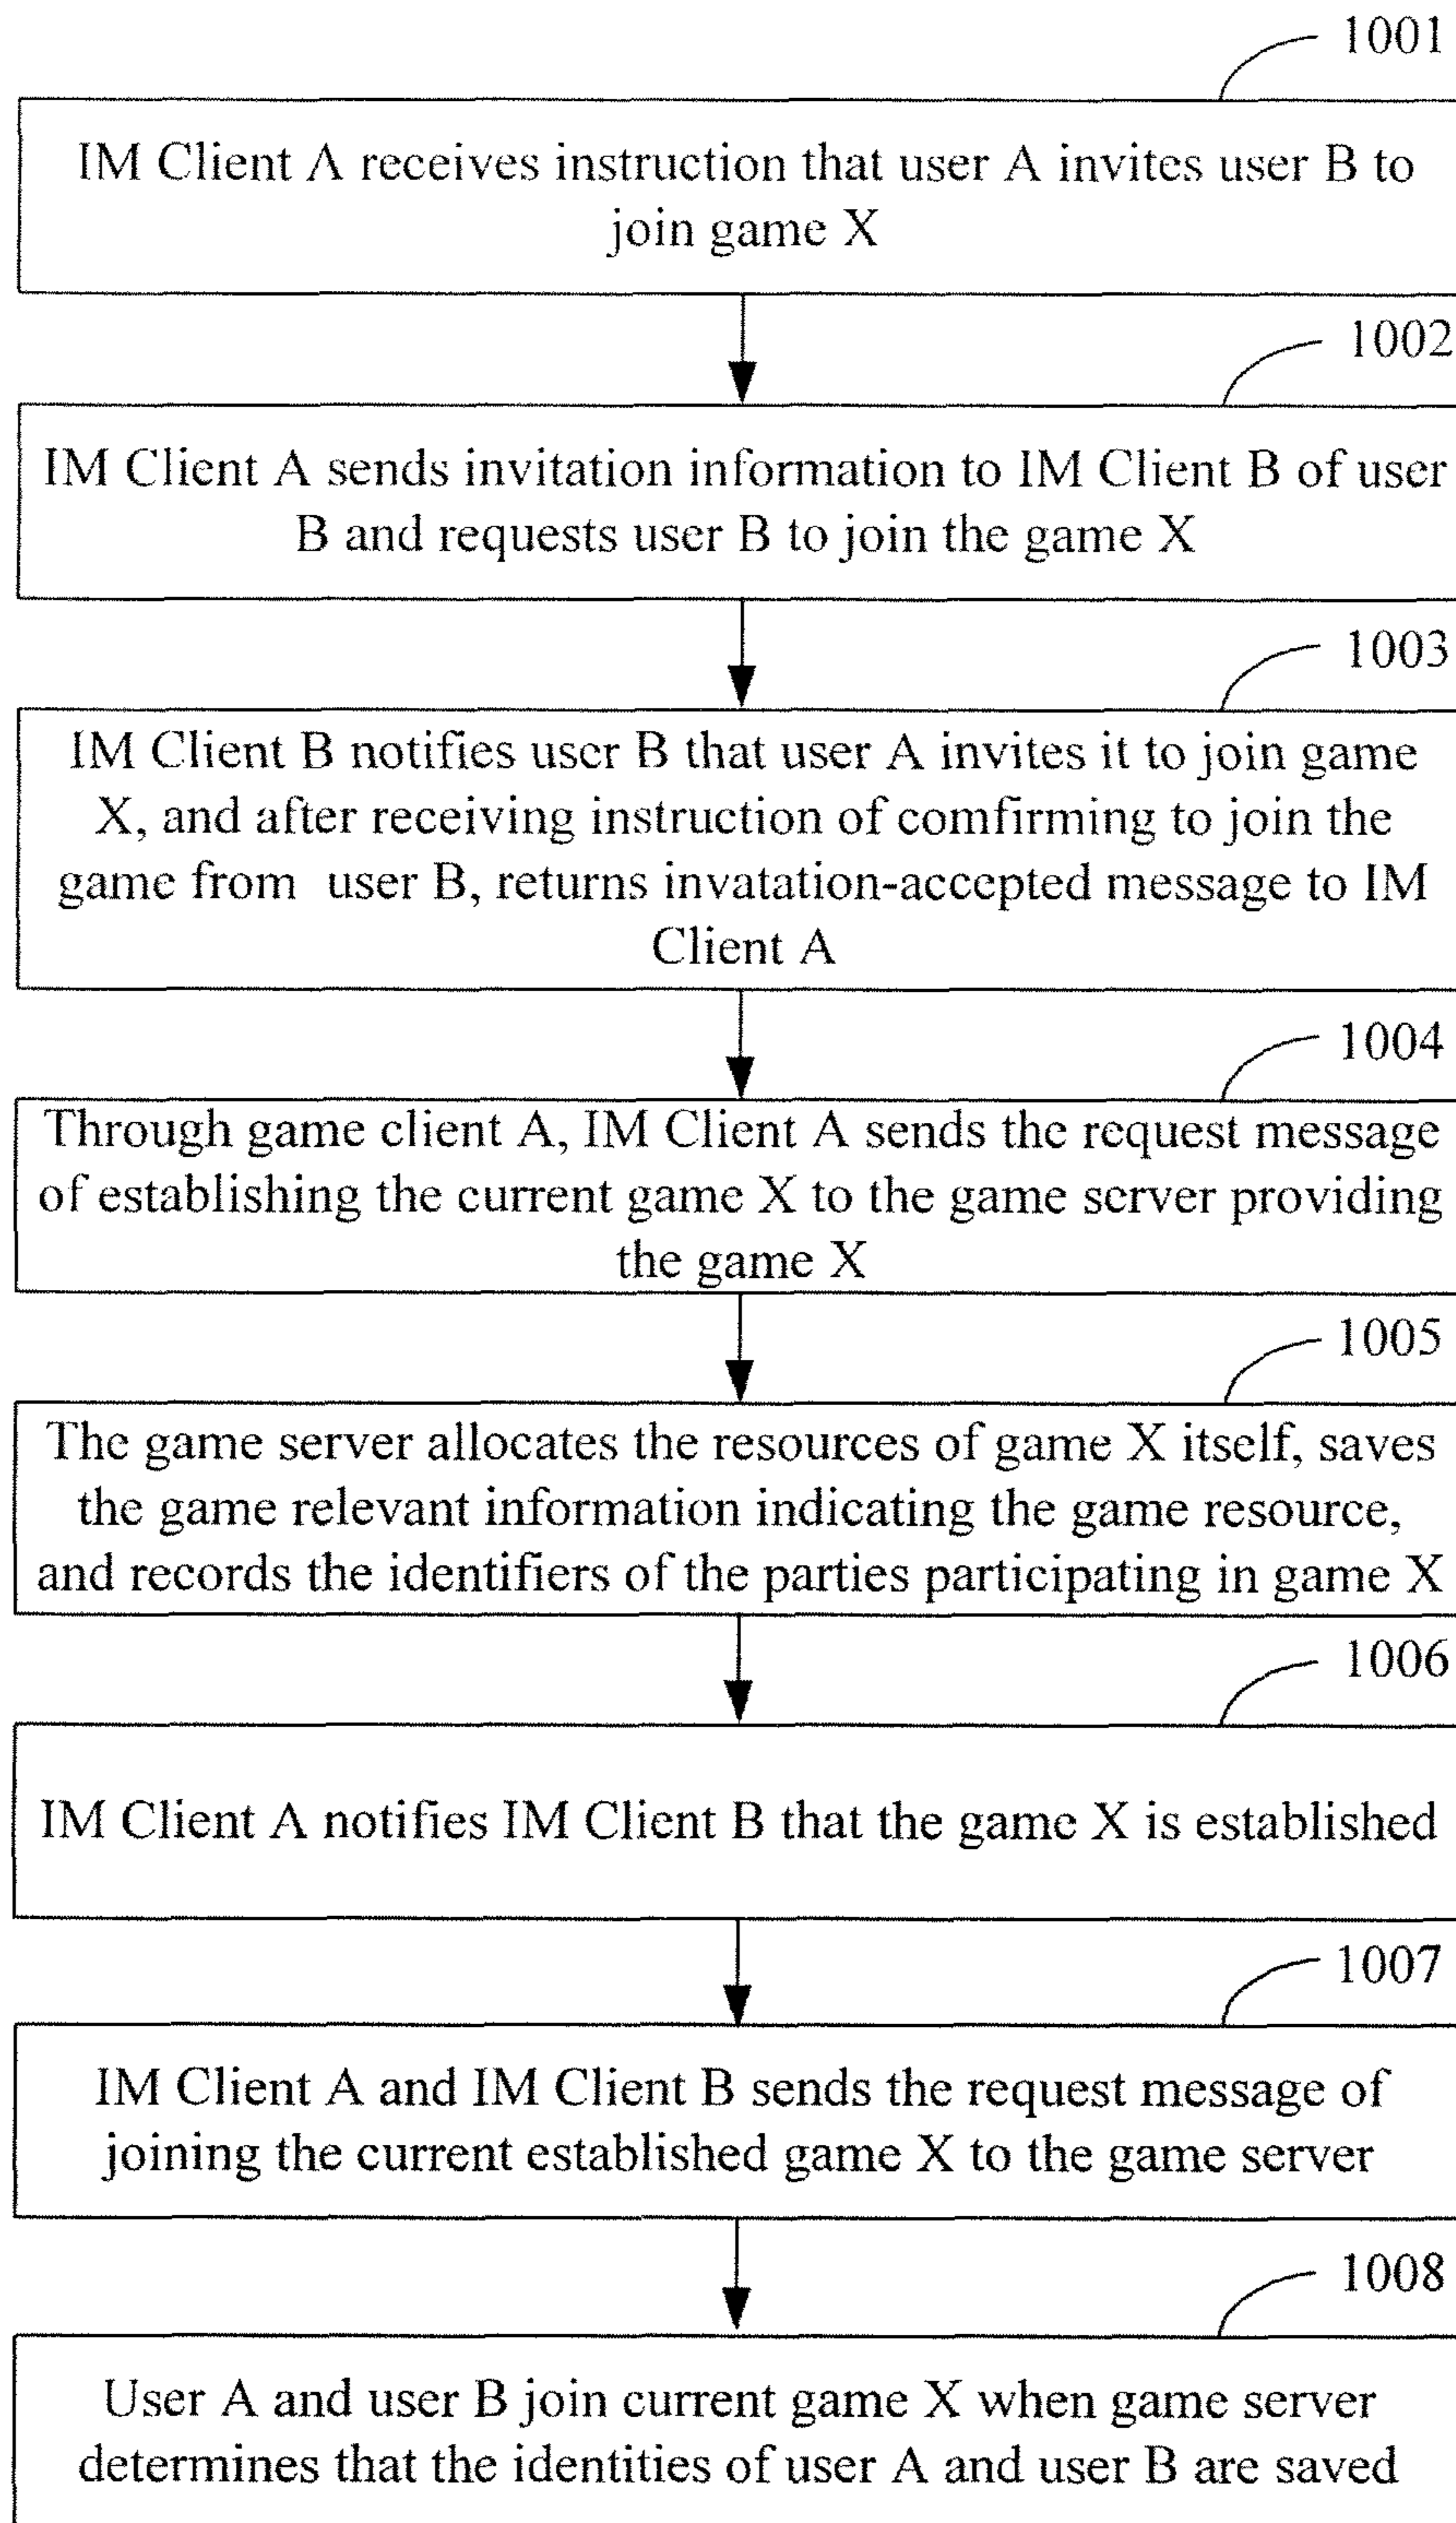 1001
IM Client A receives instruction that user A invites user B to
join game X
1002
IM Client A sends invitation information to IM Client B of user
B and requests user B to join the game X
1003
IM Client B notifies user B that user A invites it to join game
X, and after receiving instruction of comfirming to join the
game from user B, returns invatation-accepted message to IM
Client A
1004
Through game client A, IM Client A sends the request message
of establishing the current game X to the game server providing
the game X
1005
The game server allocates the resources of game X itself, saves
the game relevant information indicating the game resource,
and records the identifiers of the parties participating in game X
1006
IM Client A notifies IM Client B that the game X is established
1007
IM Client A and IM Client B sends the request message of
joining the current established game X to the game server
1008
User A and user B join current game X when game server
determines that the identities of user A and user B are saved